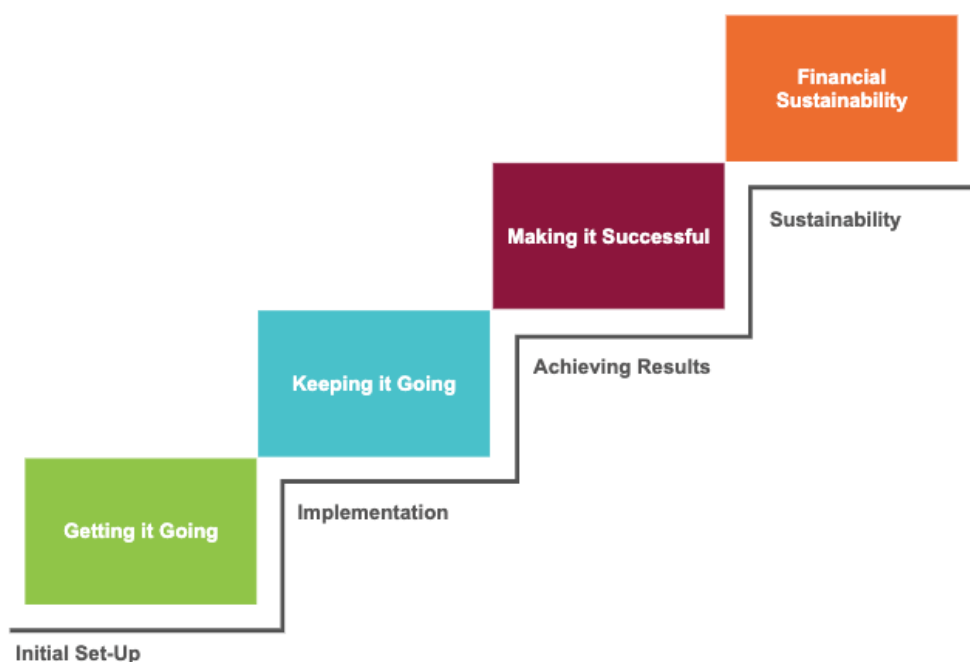 Financial
Sustainability
Sustainability
Making it Successful
Achieving Results
Keeping it Going
Implementation
Getting it Going
Initial Set-Up